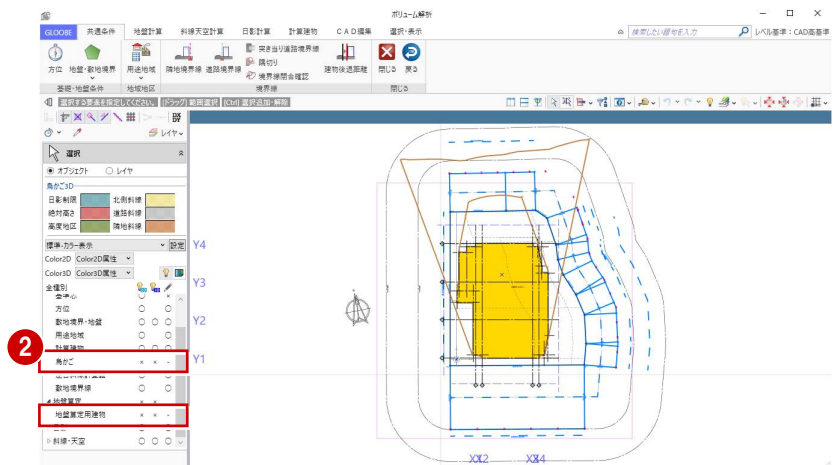 ボリューム解析
GLOOBE 共通条件 地盤計算 斜線天空計算 日影計算 計算建物 CAD編集 選択・表示
検索したい語句を入力 レベル基準：CAD高基準
方位 地盤・敷地境界 用途地域 隣地境界線 道路境界線 突き出り道路境界線 建物後退距離 閉じる 戻る
隅切り
境界線閉合確認
基礎・地盤条件 地域地区 境界線 閉じる
選択する要素を指定してください。 [ドラッグ] 範囲選択 [Ctrl] 選択追加・解除
レイヤ
選択
オブジェクト レイヤ
鳥かご3D
日影制限 北側斜線
絶対高さ 道路斜線
高度地区 隣地斜線
標準-カラー表示 設定
Color2D Color2D属性
Color3D Color3D属性
全種別
方位 ○ ○
敷地境界・地盤 ○ ○ ○
用途地域 ○ ○
計算建物 ○ ○ ○
2
鳥かご × × -
敷地境界線 ○ ○
地盤算定 × ×
地盤算定用建物 × × -
斜線・天空 ○ ○ ○
Y4
Y3
Y2
Y1